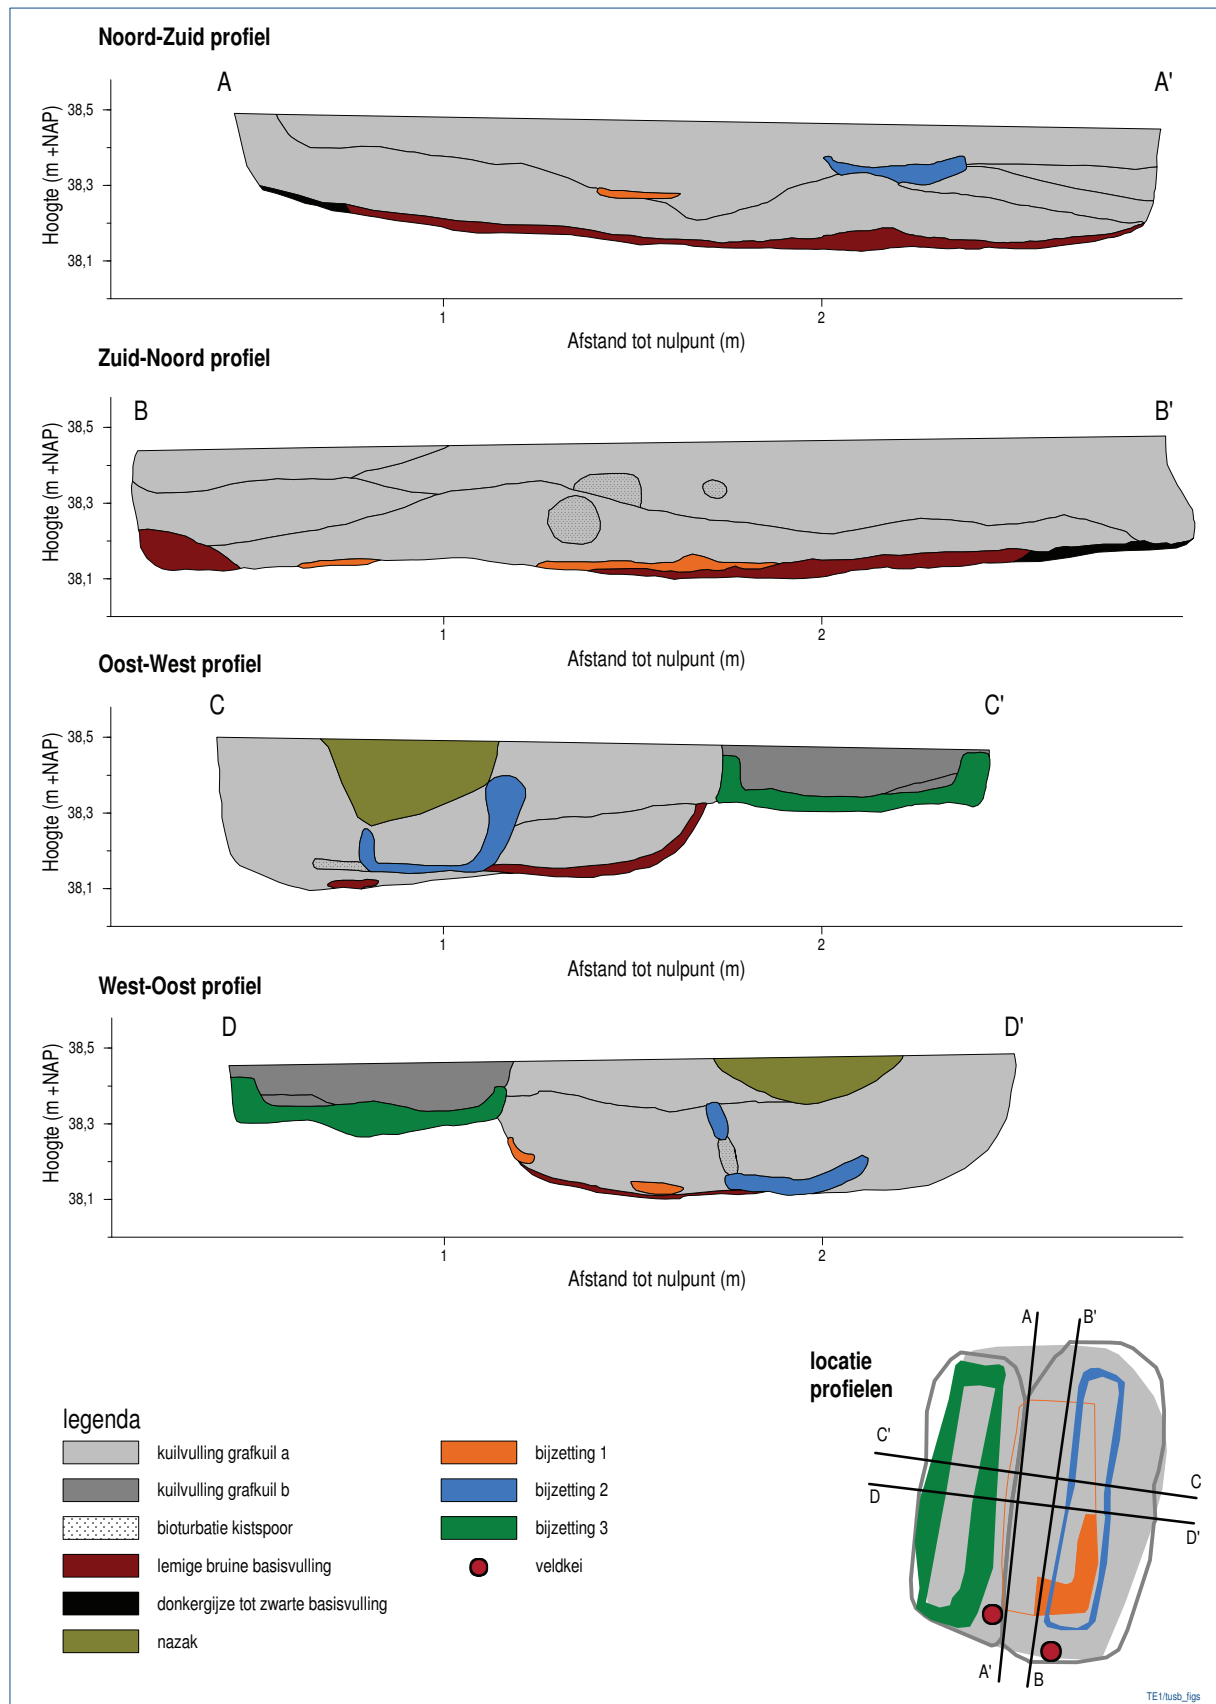 Noord-Zuid profiel
A
A'
38,5
38,3
38,1
Hoogte (m +NAP)
1
2
Afstand tot nulpunt (m)
Zuid-Noord profiel
B
B'
38,5
38,3
38,1
Hoogte (m +NAP)
1
2
Afstand tot nulpunt (m)
Oost-West profiel
C
C'
38,5
38,3
38,1
Hoogte (m +NAP)
1
2
Afstand tot nulpunt (m)
West-Oost profiel
D
D'
38,5
38,3
38,1
Hoogte (m +NAP)
1
2
Afstand tot nulpunt (m)
locatie
profielen
A
B'
C'
C
D
D'
A'
B
legenda
kuilvulling grafkuil a
kuilvulling grafkuil b
bioturbatie kistspoor
lemige bruine basisvulling
donkergijze tot zwarte basisvulling
nazak
bijzetting 1
bijzetting 2
bijzetting 3
veldkei
TE1/tusb_figs